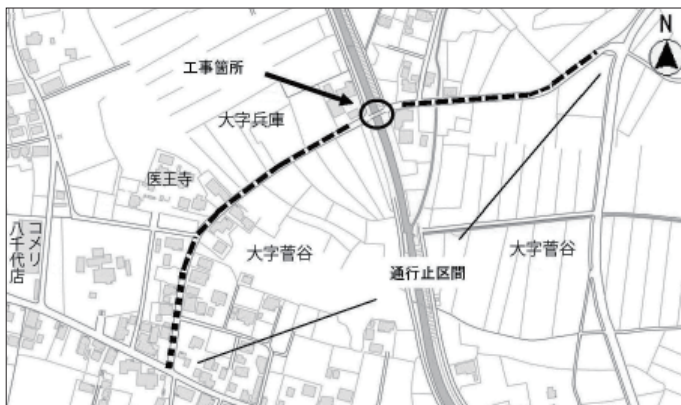 N
工事箇所
大字兵庫
医王寺
コメリ
八千代店
大字菅谷
大字菅谷
通行止区間